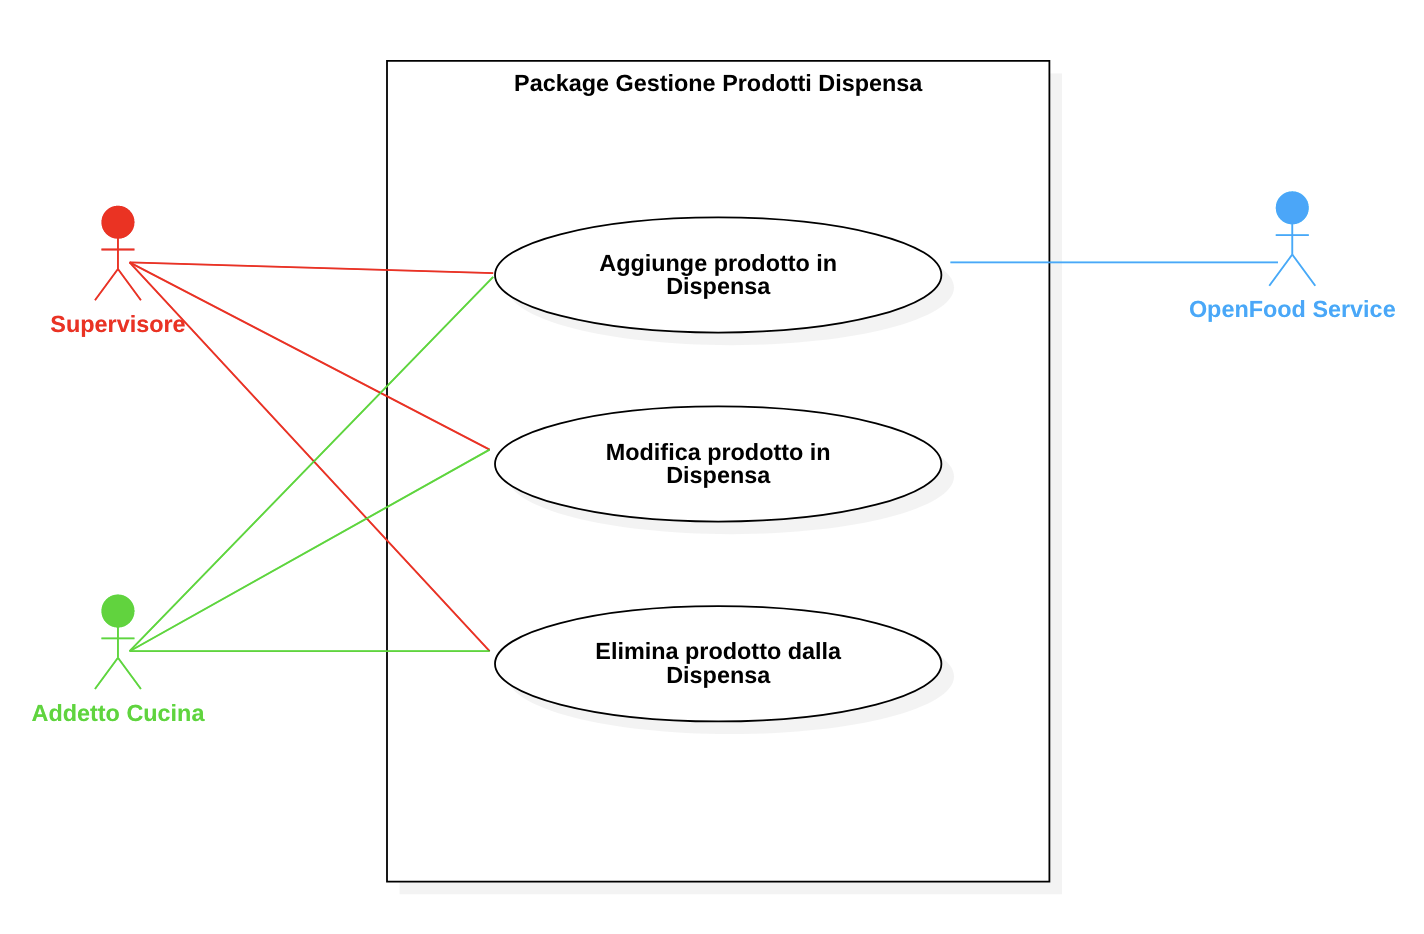 Package Gestione Prodotti Dispensa
Supervisore
Aggiunge prodotto in
Dispensa
OpenFood Service
Modifica prodotto in
Dispensa
Addetto Cucina
Elimina prodotto dalla
Dispensa